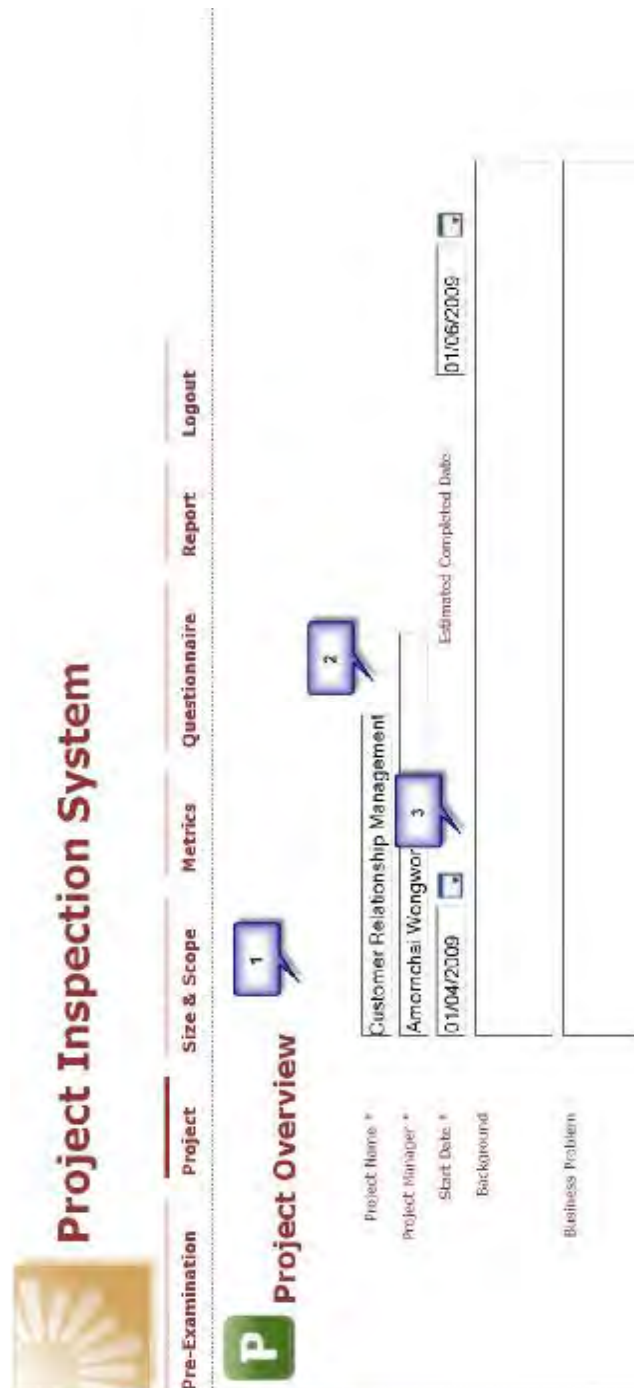 Project Inspection System
Pre-Examination Project Size & Scope Metrics Questionnaire Report Logout
P Project Overview 1
2
Project Name * Customer Relationship Management
Project Manager * Amornchai Wongwor
3
Start Date * 01/04/2009 Estimated Completed Date 01/06/2009
Background
Business Problem